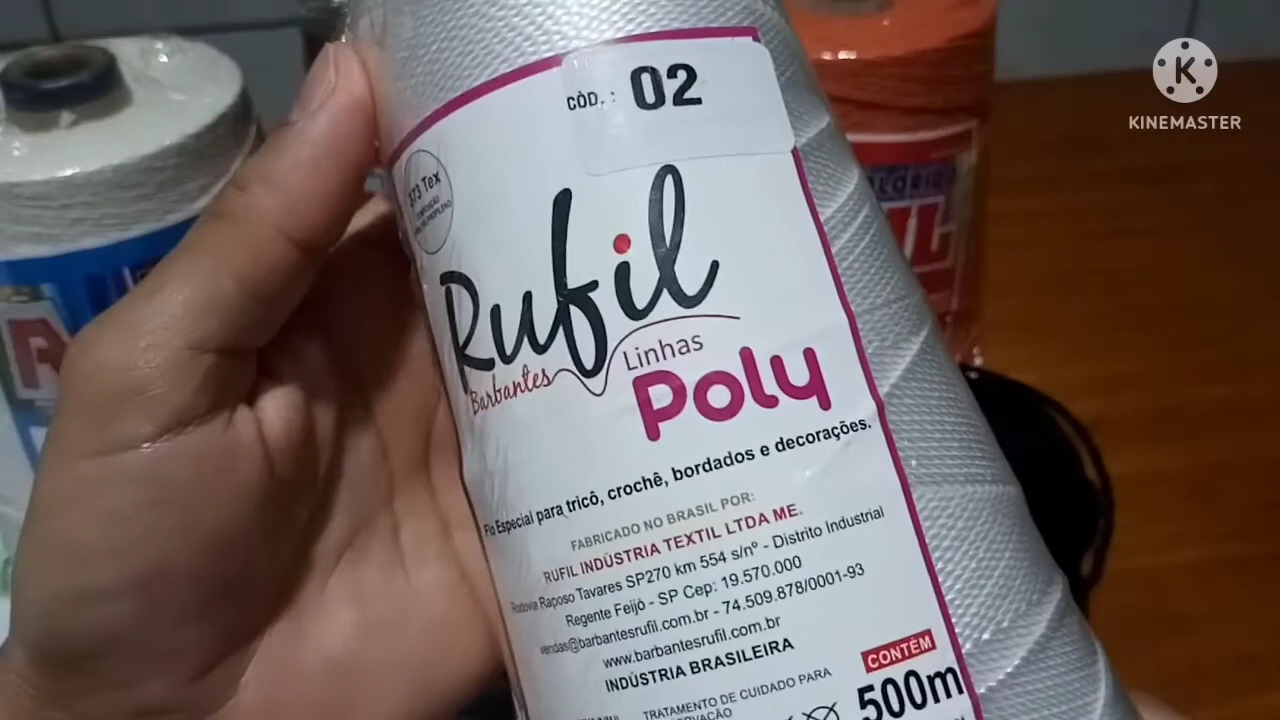 CÒD. : 02
373 Tex
COMPOSIÇÃO
Rufil
Barbantes
Linhas
Poly
Fio Especial para tricô, crochê, bordados e decorações.
FABRICADO NO BRASIL POR:
RUFIL INDÚSTRIA TEXTIL LTDA ME.
Rodovia Raposo Tavares SP270 km 554 s/nº - Distrito Industrial
Regente Feijó - SP Cep: 19.570.000
vendas@barbantesrufil.com.br - 74.509.878/0001-93
www.barbantesrufil.com.br
INDÚSTRIA BRASILEIRA
TRATAMENTO DE CUIDADO PARA
CONTÉM
500m
KINEMASTER